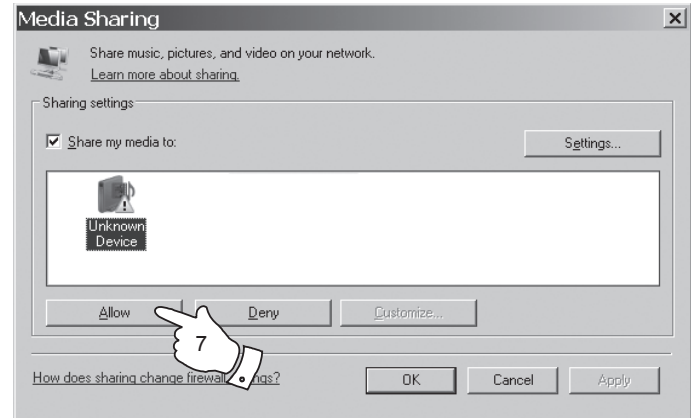 Media Sharing
Share music, pictures, and video on your network.
Learn more about sharing.
Sharing settings
Share my media to:
Settings...
Unknown
Device
Allow
Deny
Customize...
7
How does sharing change firewall ngs?
OK
Cancel
Apply